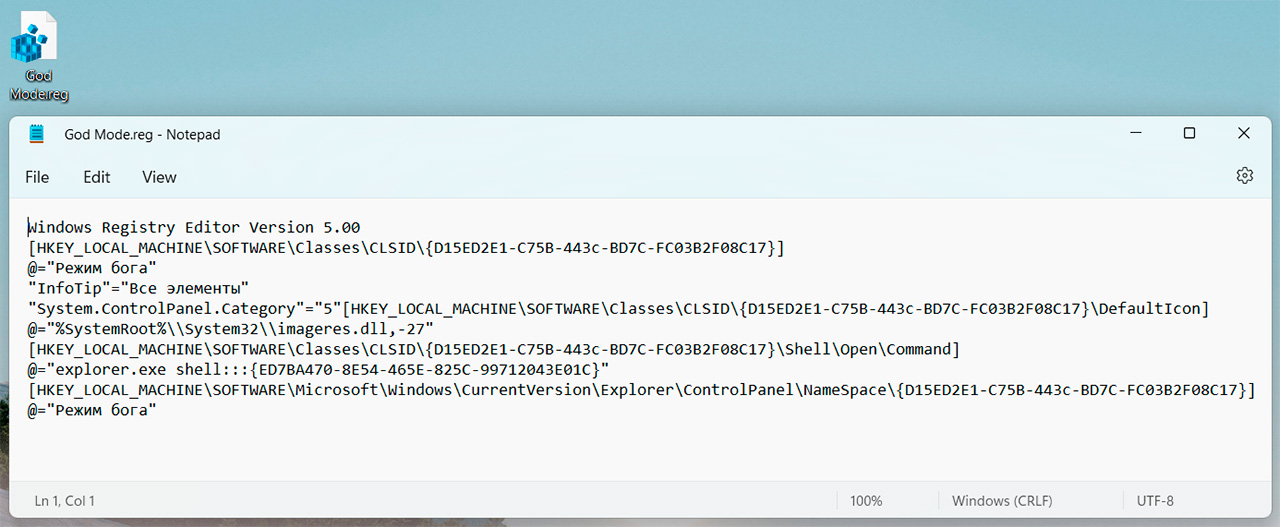 God
Mode.reg
God Mode.reg - Notepad
File Edit View
Windows Registry Editor Version 5.00
[HKEY_LOCAL_MACHINE\SOFTWARE\Classes\CLSID\{D15ED2E1-C75B-443c-BD7C-FC03B2F08C17}]
@="Режим бога"
"InfoTip"="Все элементы"
"System.ControlPanel.Category"="5"[HKEY_LOCAL_MACHINE\SOFTWARE\Classes\CLSID\{D15ED2E1-C75B-443c-BD7C-FC03B2F08C17}\DefaultIcon]
@="%SystemRoot%\\System32\\imageres.dll,-27"
[HKEY_LOCAL_MACHINE\SOFTWARE\Classes\CLSID\{D15ED2E1-C75B-443c-BD7C-FC03B2F08C17}\Shell\Open\Command]
@="explorer.exe shell:::{ED7BA470-8E54-465E-825C-99712043E01C}"
[HKEY_LOCAL_MACHINE\SOFTWARE\Microsoft\Windows\CurrentVersion\Explorer\ControlPanel\NameSpace\{D15ED2E1-C75B-443c-BD7C-FC03B2F08C17}]
@="Режим бога"
Ln 1, Col 1 100% Windows (CRLF) UTF-8